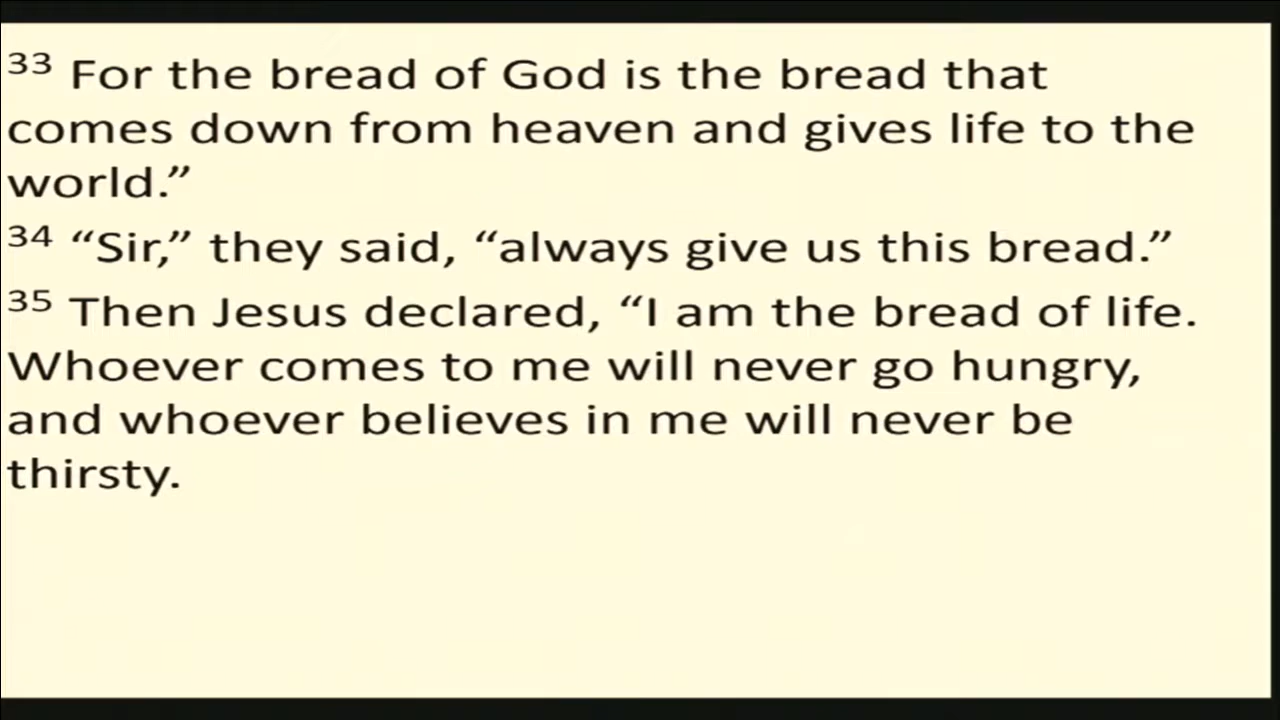 33 For the bread of God is the bread that
comes down from heaven and gives life to the
world.”
34 “Sir,” they said, “always give us this bread.”
35 Then Jesus declared, “I am the bread of life.
Whoever comes to me will never go hungry,
and whoever believes in me will never be
thirsty.